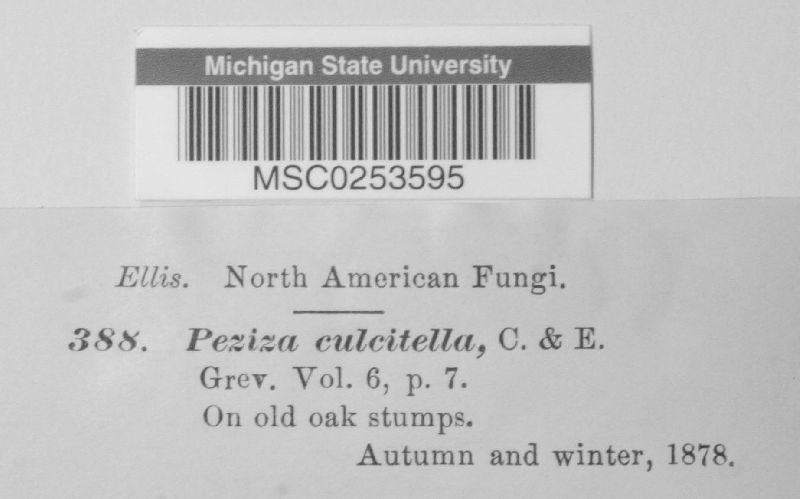 Michigan State University
MSC0253595
Ellis. North American Fungi.
388. Peziza culcitella, C. & E.
Grev. Vol. 6, p. 7.
On old oak stumps.
Autumn and winter, 1878.